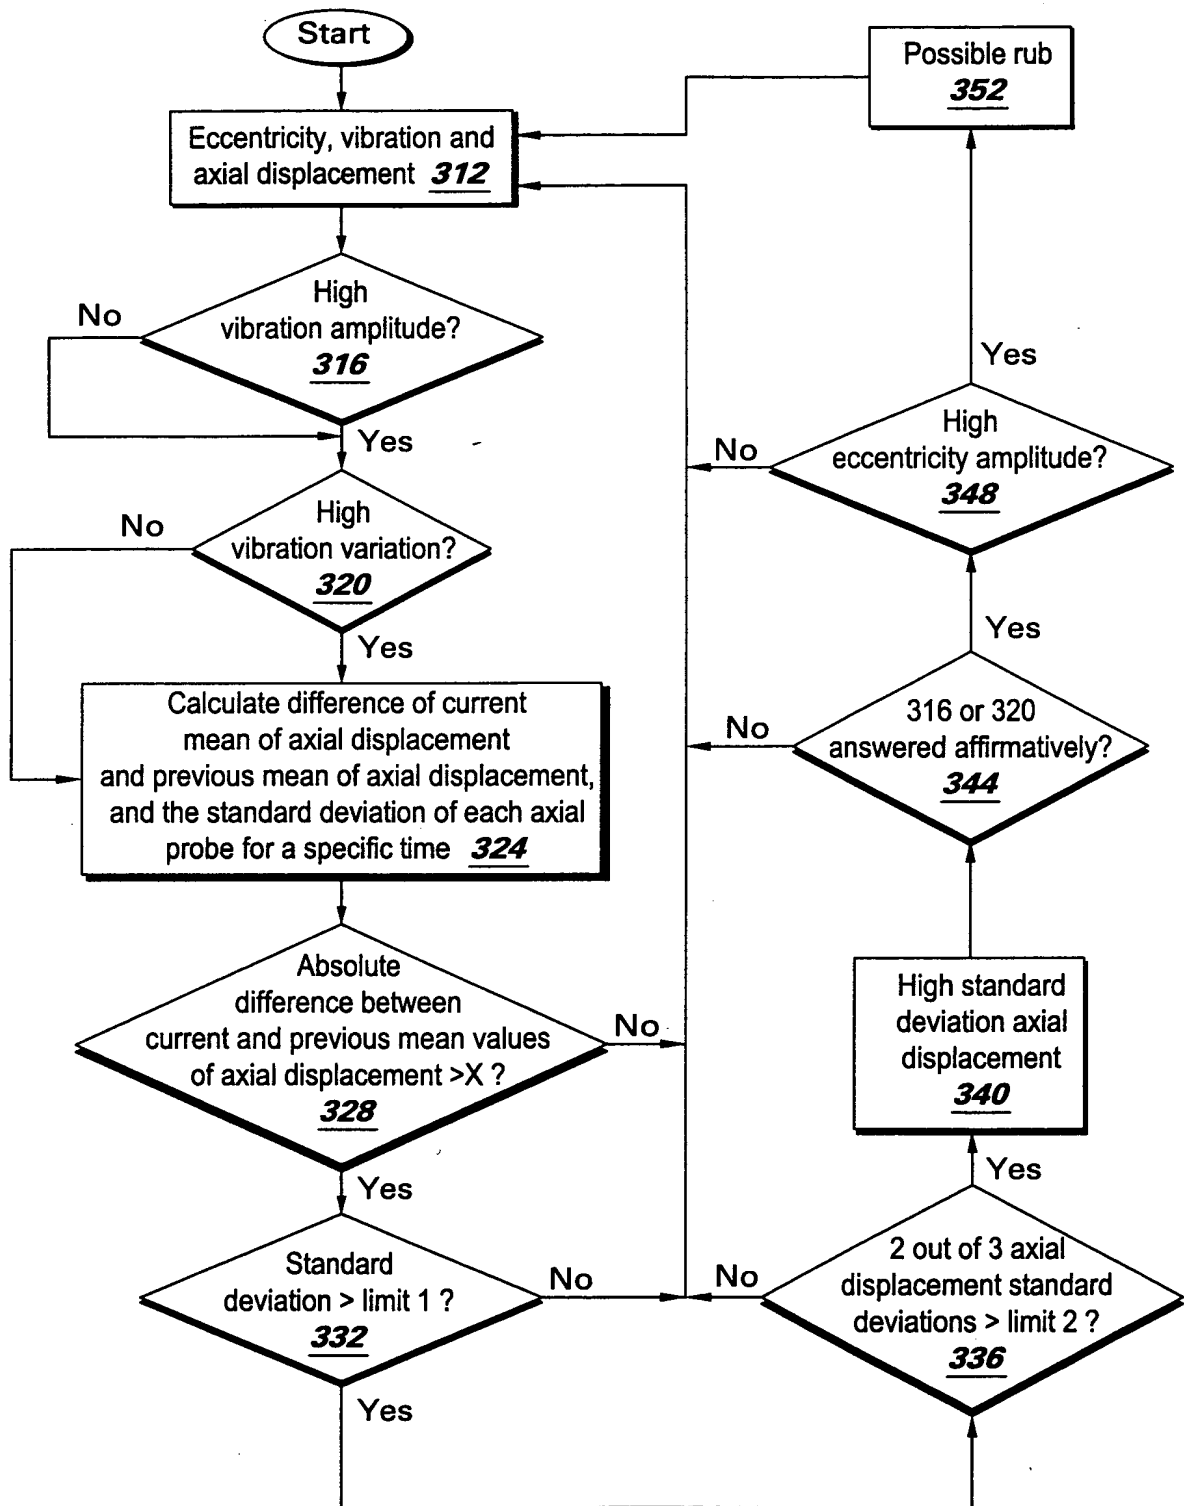 Start
Eccentricity, vibration and
axial displacement 312
High
vibration amplitude?
316
No
Yes
High
vibration variation?
320
No
Yes
Calculate difference of current
mean of axial displacement
and previous mean of axial displacement,
and the standard deviation of each axial
probe for a specific time 324
Absolute
difference between
current and previous mean values
of axial displacement >X ?
328
No
Yes
Standard
deviation > limit 1 ?
332
No
Yes
2 out of 3 axial
displacement standard
deviations > limit 2 ?
336
No
Yes
High standard
deviation axial
displacement
340
316 or 320
answered affirmatively?
344
No
Yes
High
eccentricity amplitude?
348
No
Yes
Possible rub
352